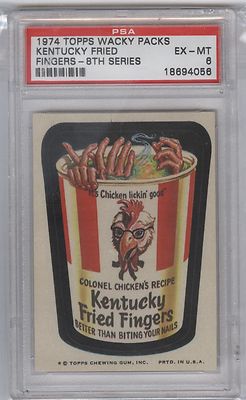 PSA
1974 TOPPS WACKY PACKS
KENTUCKY FRIED
FINGERS-8TH SERIES
EX-MT
6
18694056
"It's Chicken lickin' good"
COLONEL CHICKEN'S RECIPE
Kentucky
Fried Fingers
BETTER THAN BITING YOUR NAILS
* © TOPPS CHEWING GUM, INC. PRTD. IN U.S.A.